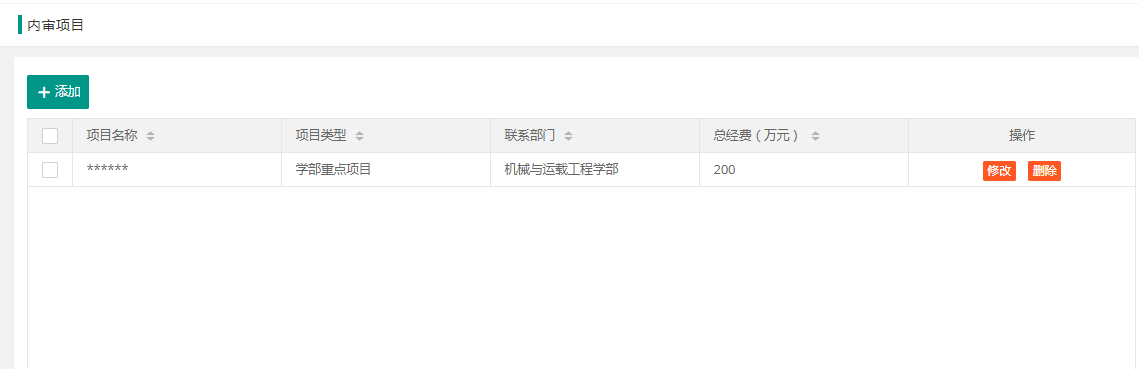 内审项目
添加
项目名称 项目类型 联系部门 总经费（万元） 操作
****** 学部重点项目 机械与运载工程学部 200 修改 删除